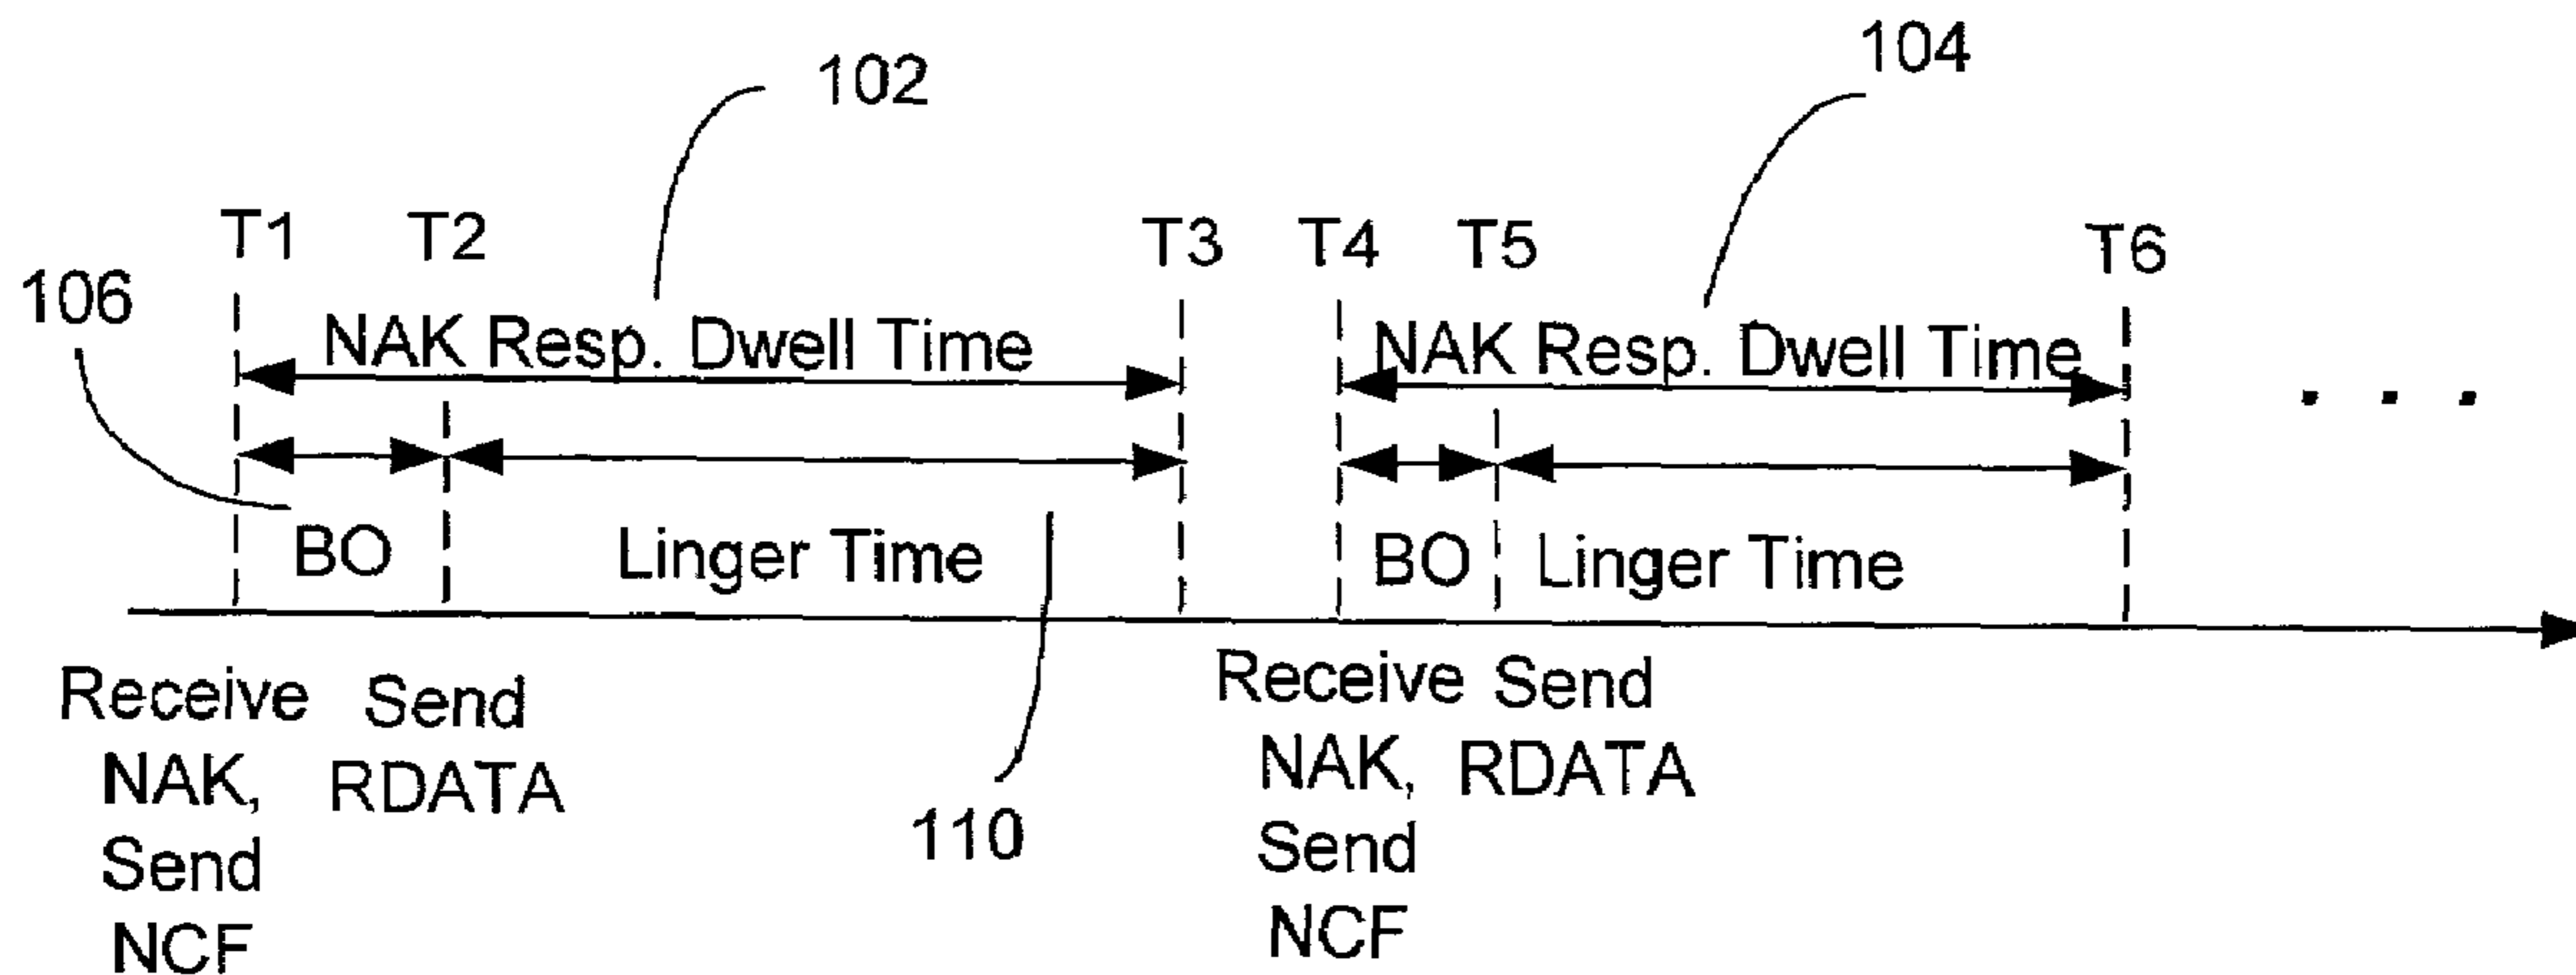 102
104
T1 T2 T3 T4 T5 T6
106
NAK Resp. Dwell Time
NAK Resp. Dwell Time
BO
Linger Time
BO
Linger Time
Receive
NAK,
Send
NCF
Send
RDATA
110
Receive
NAK,
Send
NCF
Send
RDATA
. . .